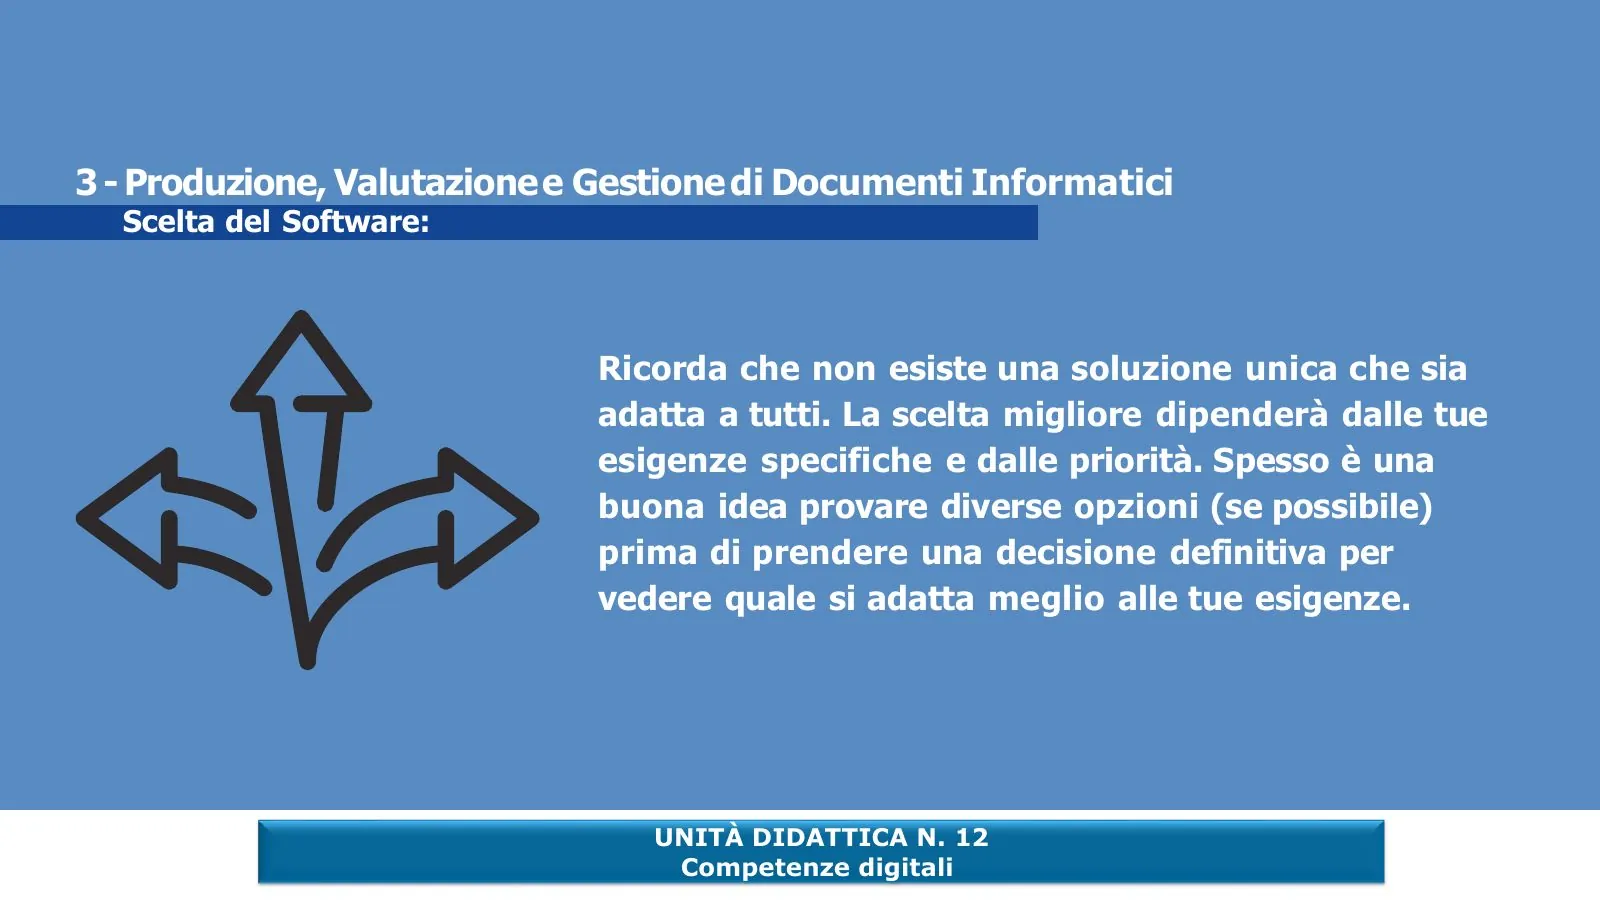 3 - Produzione, Valutazione e Gestione di Documenti Informatici
Scelta del Software:
Ricorda che non esiste una soluzione unica che sia
adatta a tutti. La scelta migliore dipenderà dalle tue
esigenze specifiche e dalle priorità. Spesso è una
buona idea provare diverse opzioni (se possibile)
prima di prendere una decisione definitiva per
vedere quale si adatta meglio alle tue esigenze.
UNITÀ DIDATTICA N. 12
Competenze digitali